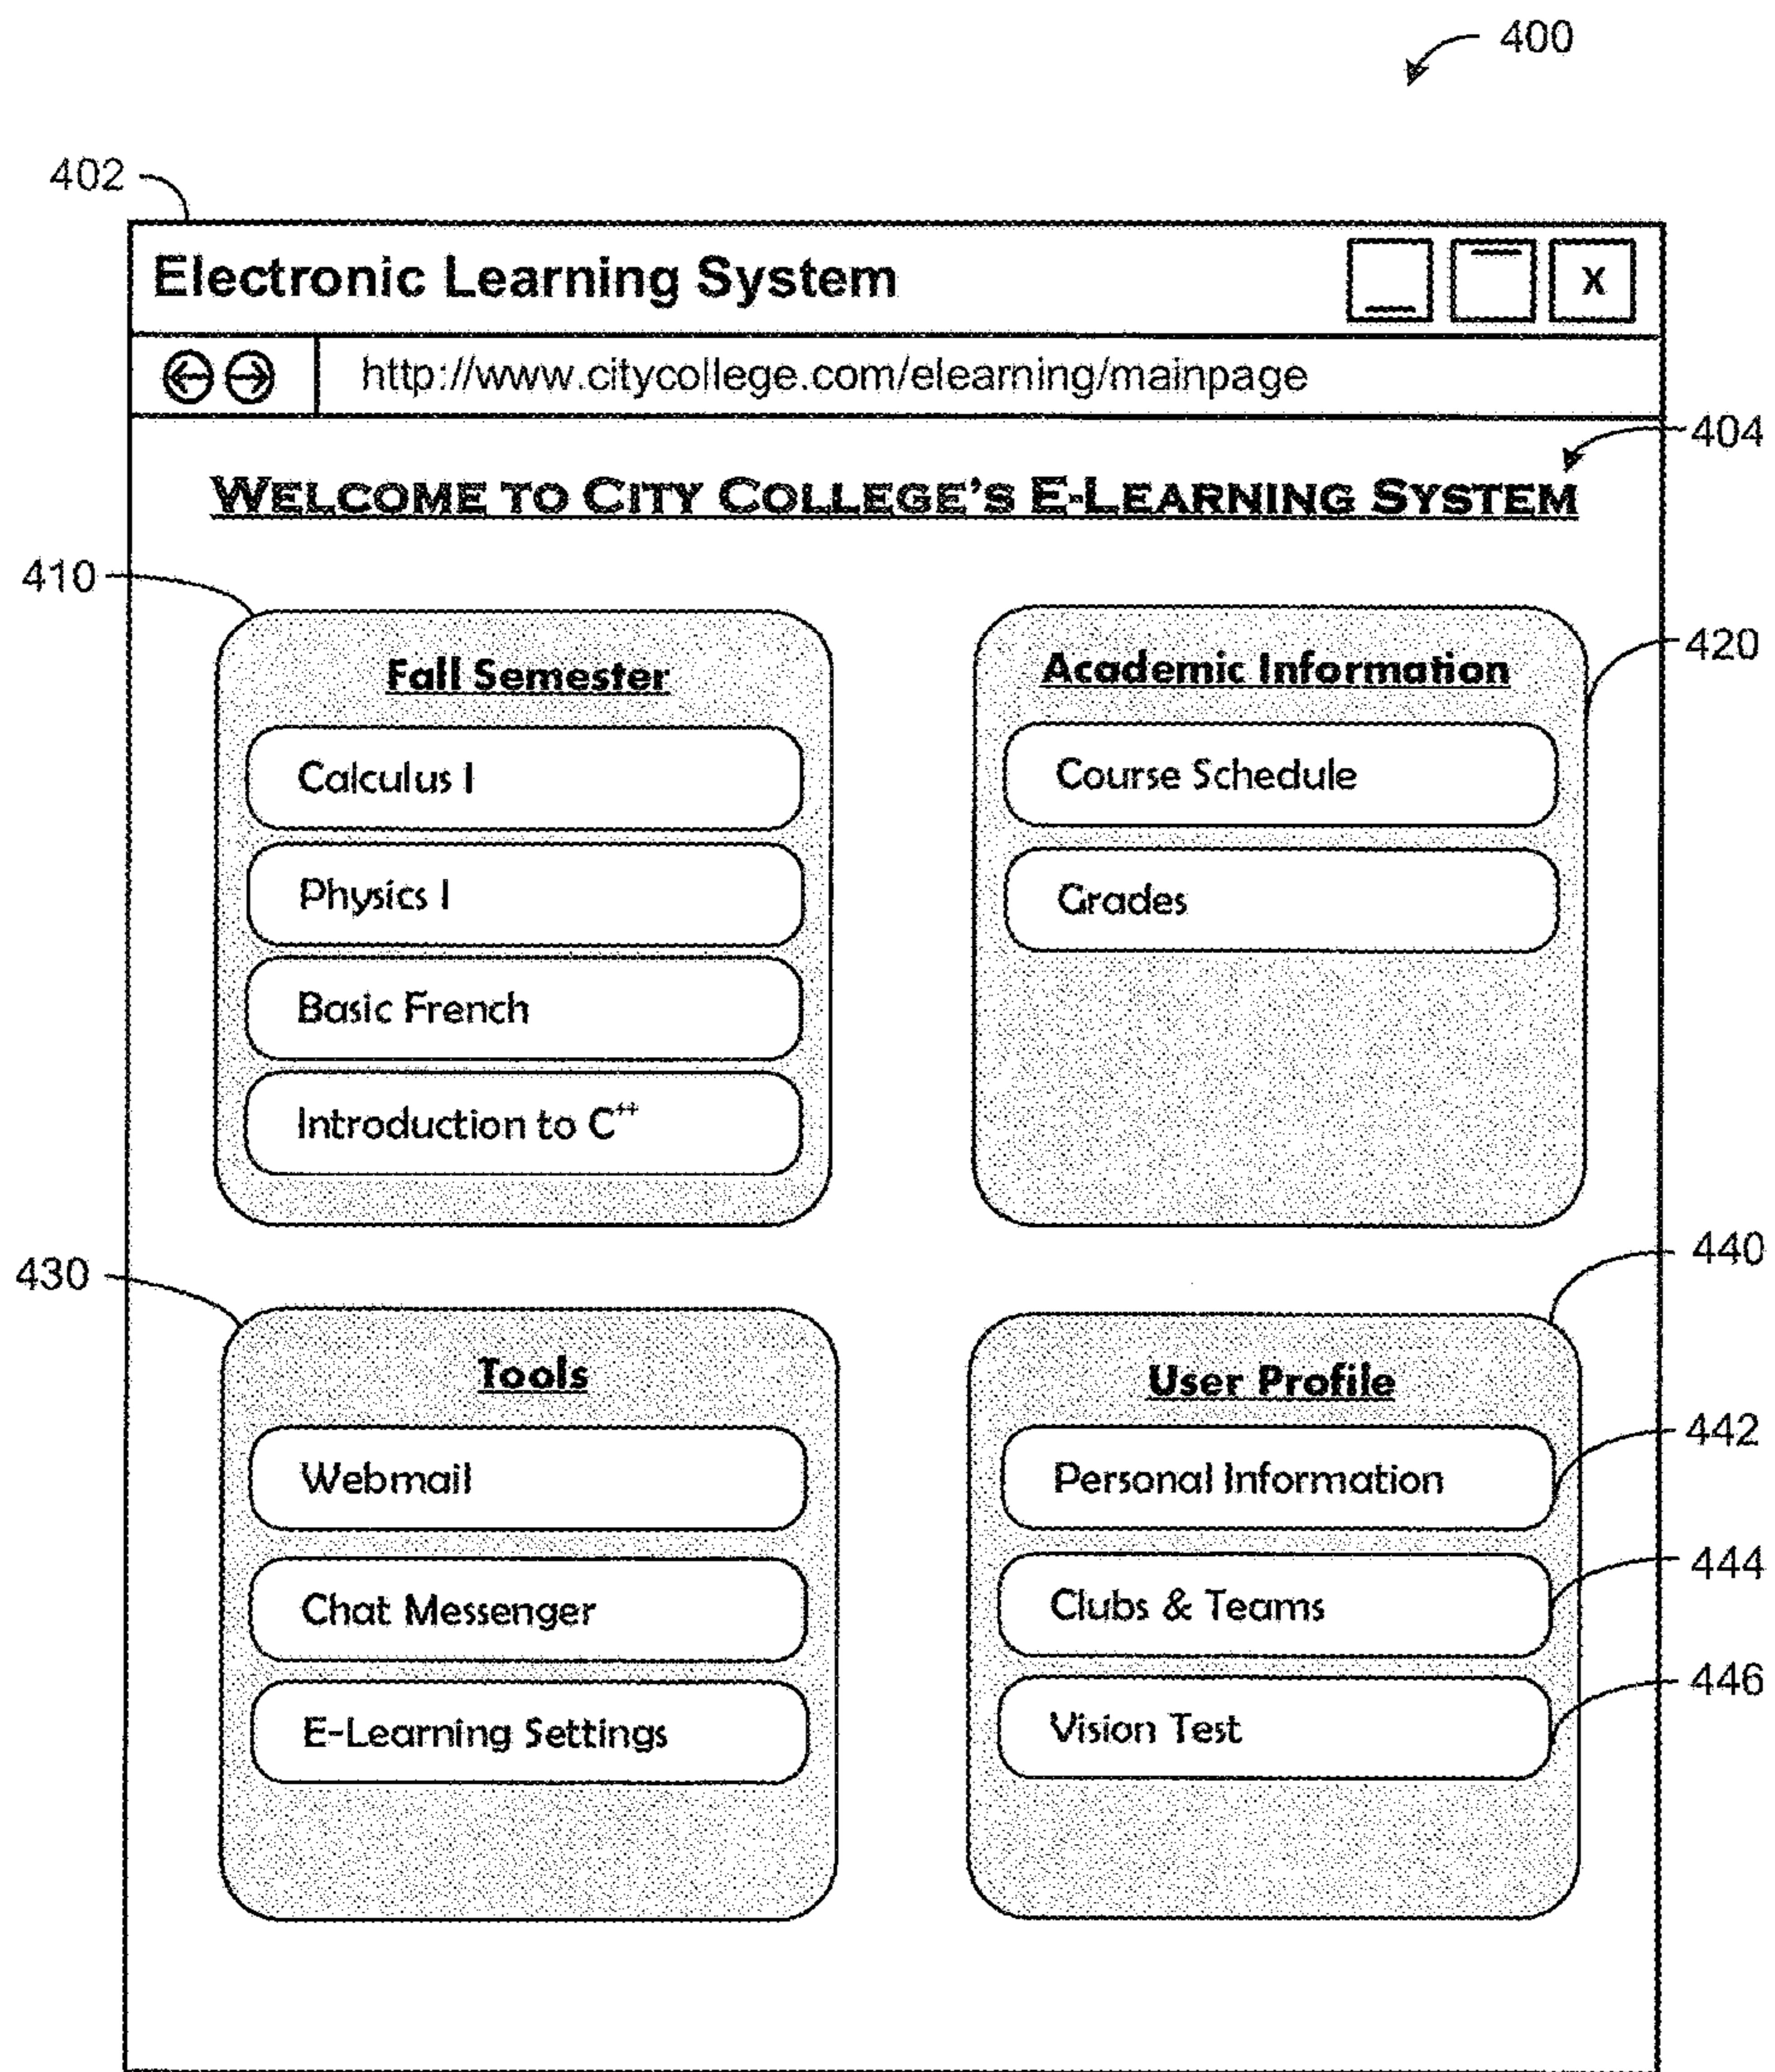 400
402
Electronic Learning System
X
http://www.citycollege.com/elearning/mainpage
404
WELCOME TO CITY COLLEGE'S E-LEARNING SYSTEM
410
Fall Semester
Calculus I
Physics I
Basic French
Introduction to C++
420
Academic Information
Course Schedule
Grades
430
Tools
Webmail
Chat Messenger
E-Learning Settings
440
User Profile
Personal Information
442
Clubs & Teams
444
Vision Test
446